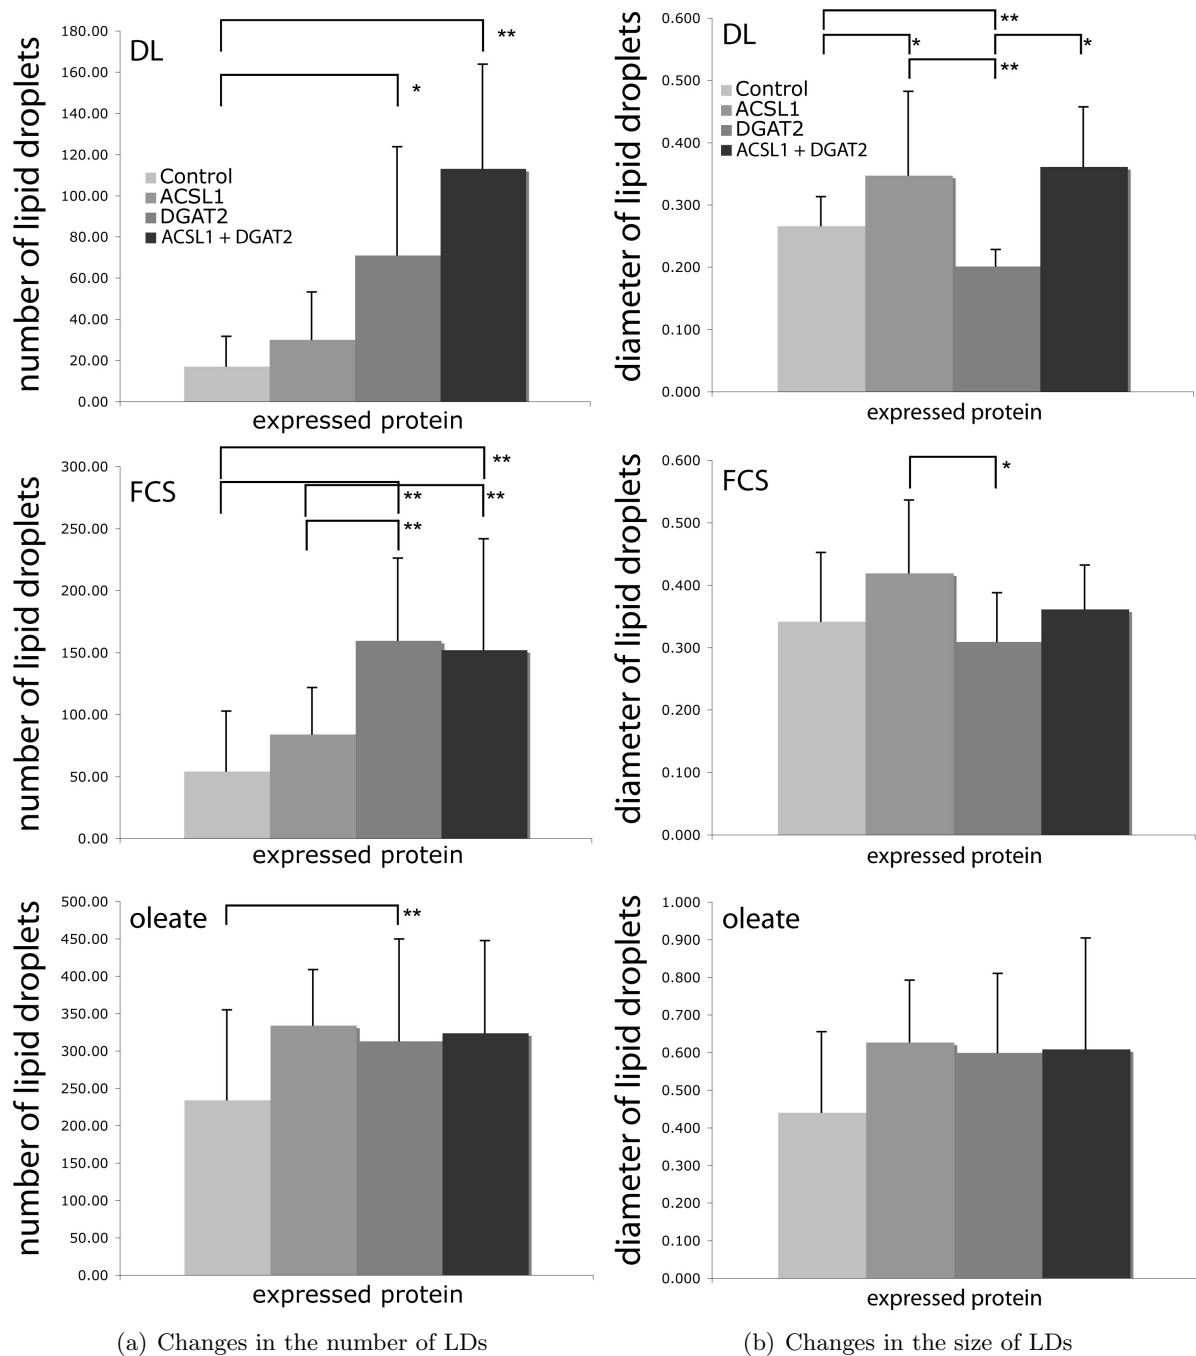 number of lipid droplets
180.00
160.00
140.00
120.00
100.00
80.00
60.00
40.00
20.00
0.00
DL
**
*
Control
ACSL1
DGAT2
ACSL1 + DGAT2
expressed protein
diameter of lipid droplets
0.600
0.500
0.400
0.300
0.200
0.100
0.000
DL
**
*
*
**
Control
ACSL1
DGAT2
ACSL1 + DGAT2
expressed protein
number of lipid droplets
300.00
250.00
200.00
150.00
100.00
50.00
0.00
FCS
**
**
**
**
expressed protein
diameter of lipid droplets
0.600
0.500
0.400
0.300
0.200
0.100
0.000
FCS
*
expressed protein
number of lipid droplets
500.00
450.00
400.00
350.00
300.00
250.00
200.00
150.00
100.00
50.00
0.00
oleate
**
expressed protein
diameter of lipid droplets
1.000
0.900
0.800
0.700
0.600
0.500
0.400
0.300
0.200
0.100
0.000
oleate
expressed protein
(a) Changes in the number of LDs
(b) Changes in the size of LDs